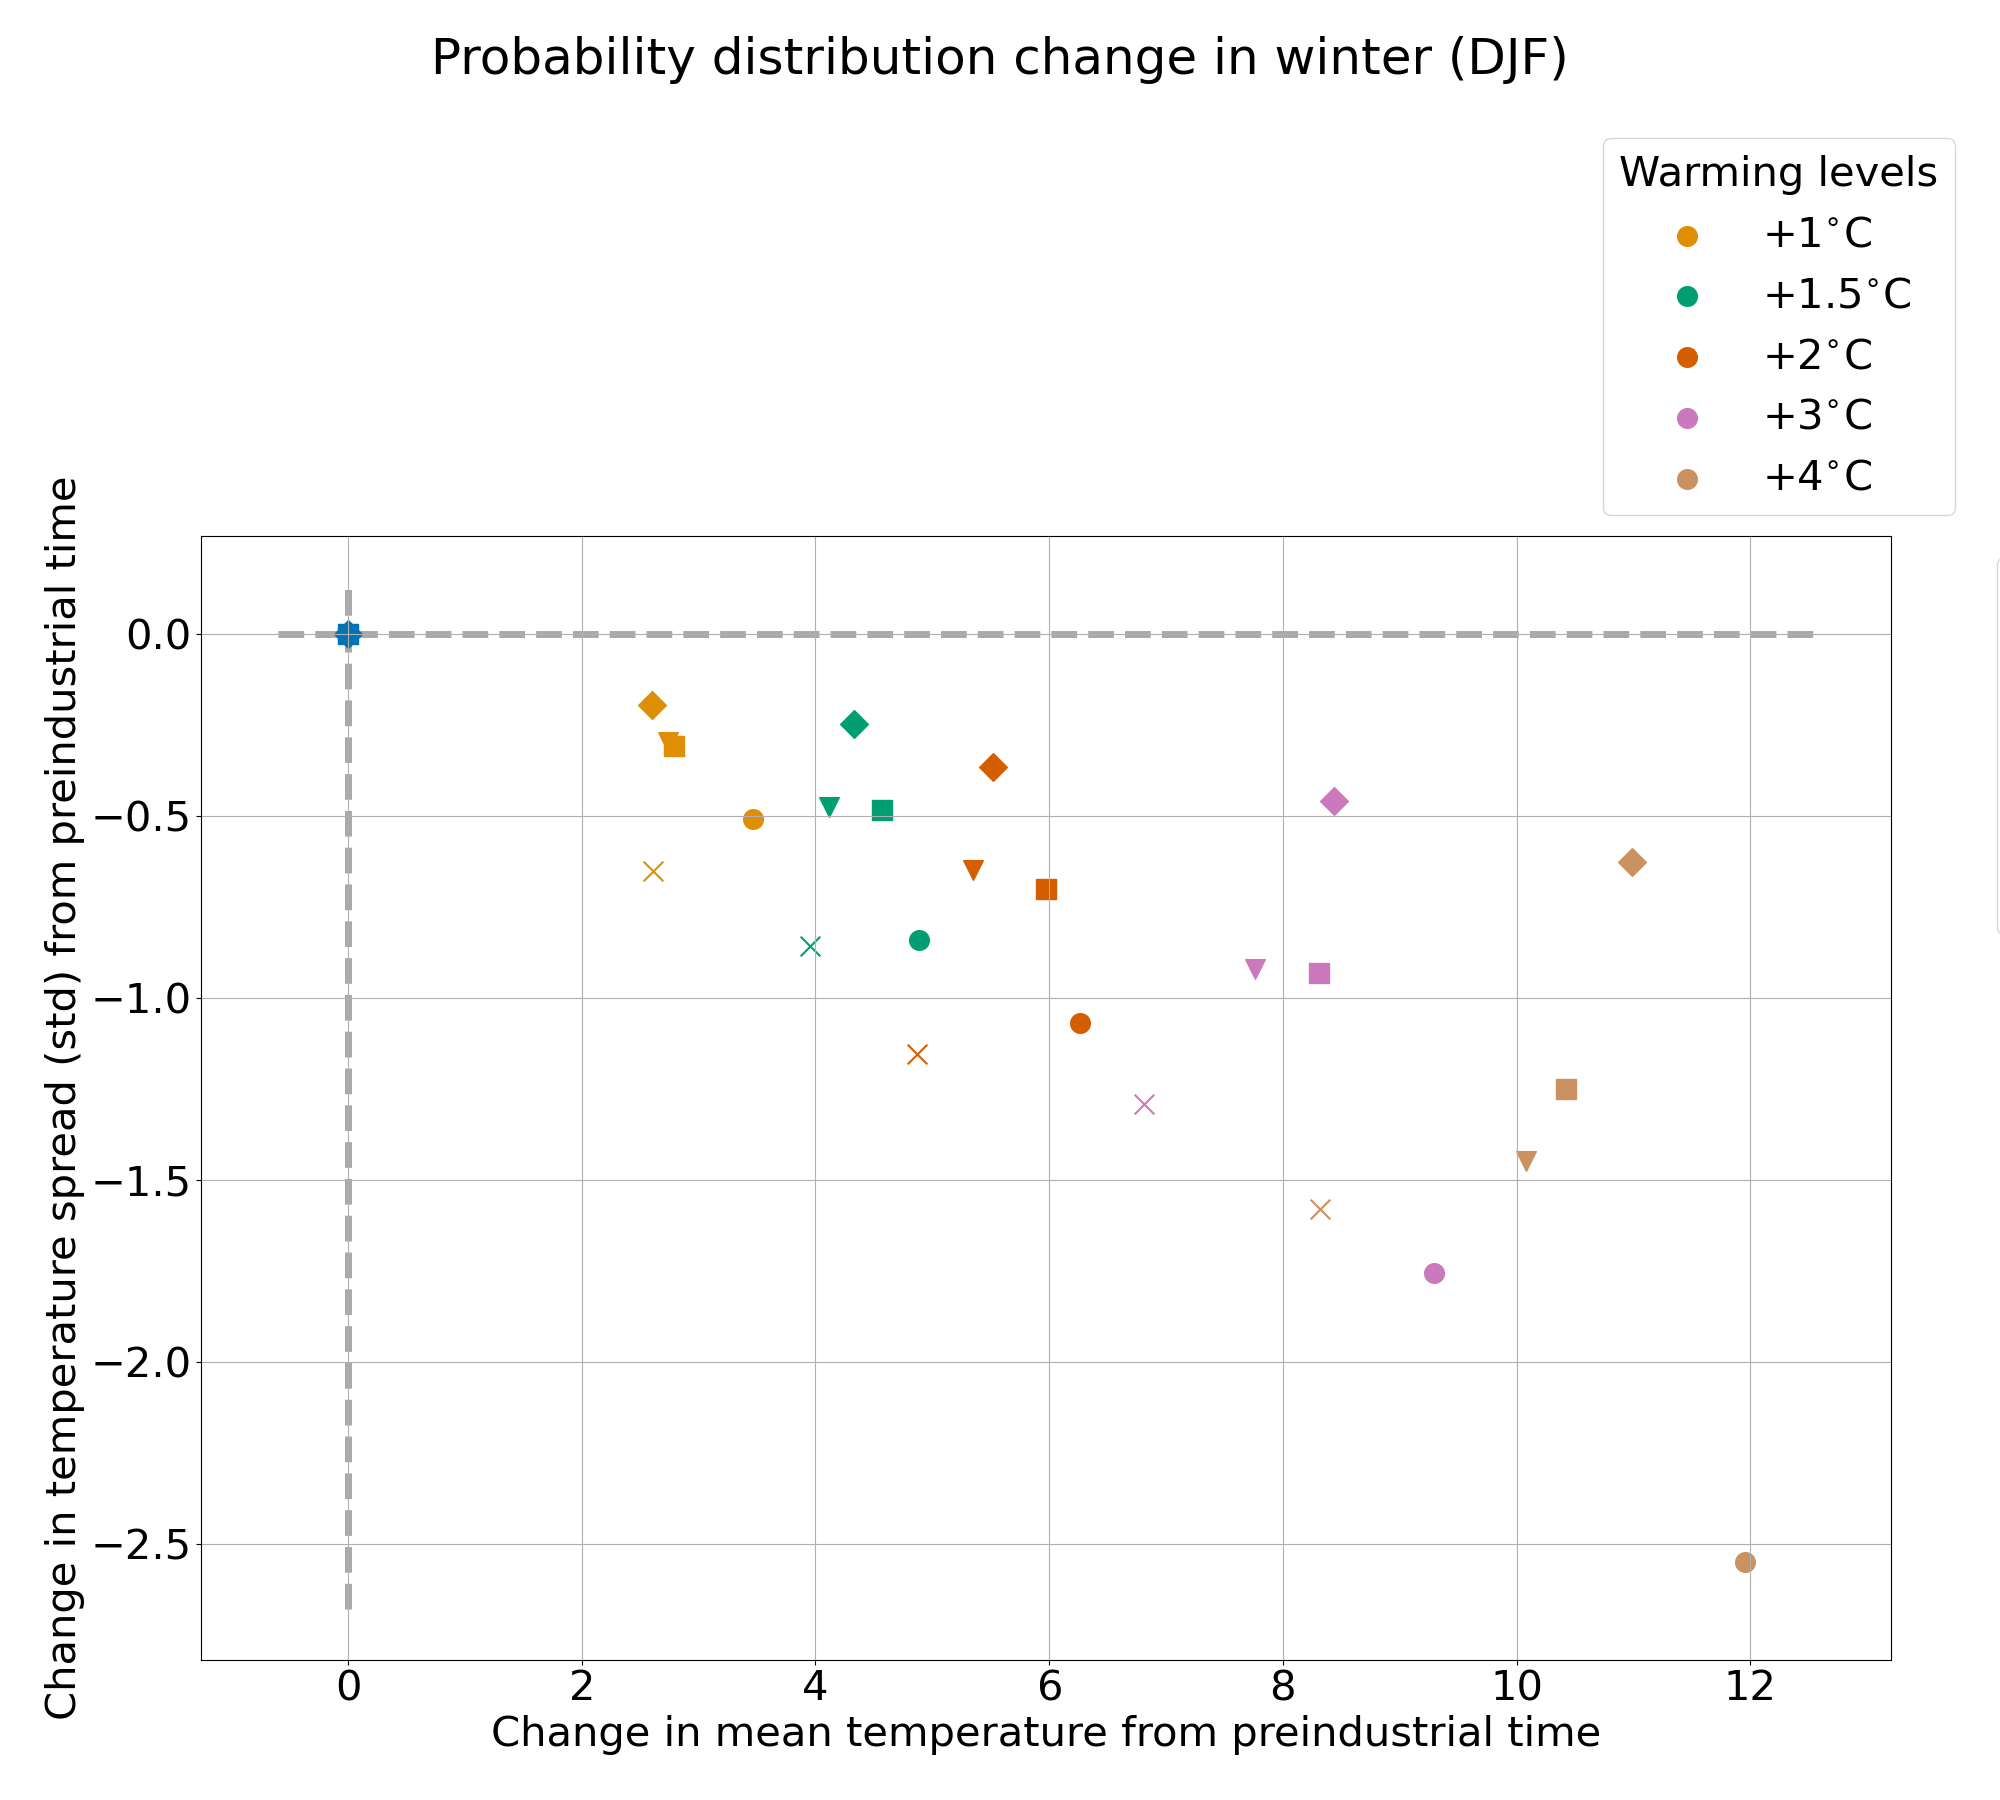 Probability distribution change in winter (DJF)
Warming levels
+1°C
+1.5°C
+2°C
+3°C
+4°C
Change in temperature spread (std) from preindustrial time
0.0
−0.5
−1.0
−1.5
−2.0
−2.5
0 2 4 6 8 10 12
Change in mean temperature from preindustrial time